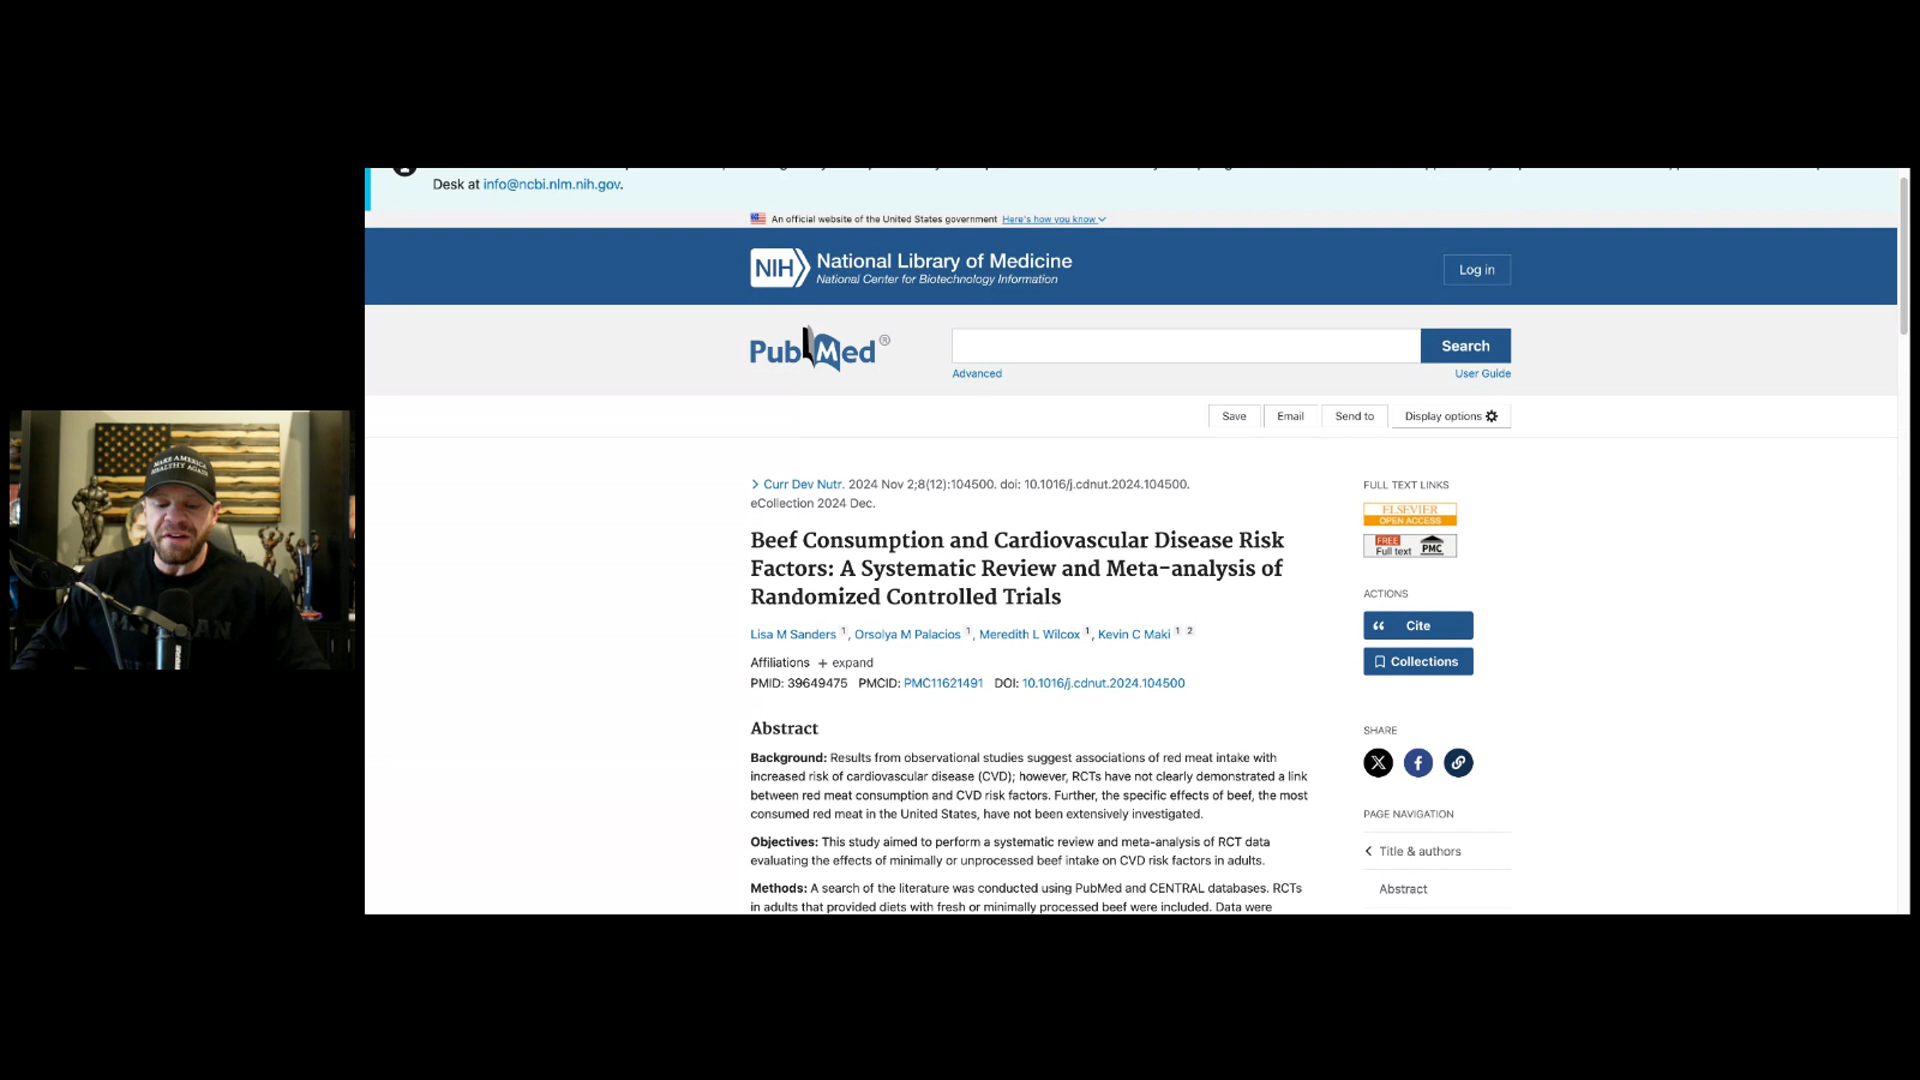 Desk at info@ncbi.nlm.nih.gov.
An official website of the United States government Here's how you know
NIH National Library of Medicine
National Center for Biotechnology Information
Log in
PubMed®
Search
Advanced
User Guide
Save
Email
Send to
Display options
MAKE AMERICA
HEALTHY AGAIN
> Curr Dev Nutr. 2024 Nov 2;8(12):104500. doi: 10.1016/j.cdnut.2024.104500.
eCollection 2024 Dec.
Beef Consumption and Cardiovascular Disease Risk
Factors: A Systematic Review and Meta-analysis of
Randomized Controlled Trials
Lisa M Sanders 1, Orsolya M Palacios 1, Meredith L Wilcox 1, Kevin C Maki 1 2
Affiliations + expand
PMID: 39649475 PMCID: PMC11621491 DOI: 10.1016/j.cdnut.2024.104500
Abstract
Background: Results from observational studies suggest associations of red meat intake with
increased risk of cardiovascular disease (CVD); however, RCTs have not clearly demonstrated a link
between red meat consumption and CVD risk factors. Further, the specific effects of beef, the most
consumed red meat in the United States, have not been extensively investigated.
Objectives: This study aimed to perform a systematic review and meta-analysis of RCT data
evaluating the effects of minimally or unprocessed beef intake on CVD risk factors in adults.
Methods: A search of the literature was conducted using PubMed and CENTRAL databases. RCTs
in adults that provided diets with fresh or minimally processed beef were included. Data were
FULL TEXT LINKS
ELSEVIER
OPEN ACCESS
FREE
Full text PMC
ACTIONS
Cite
Collections
SHARE
PAGE NAVIGATION
< Title & authors
Abstract